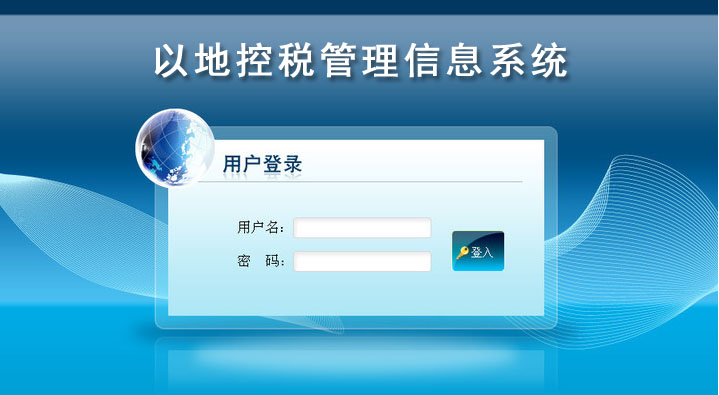 以地控税管理信息系统
用户登录
用户名：
登入
密　码：